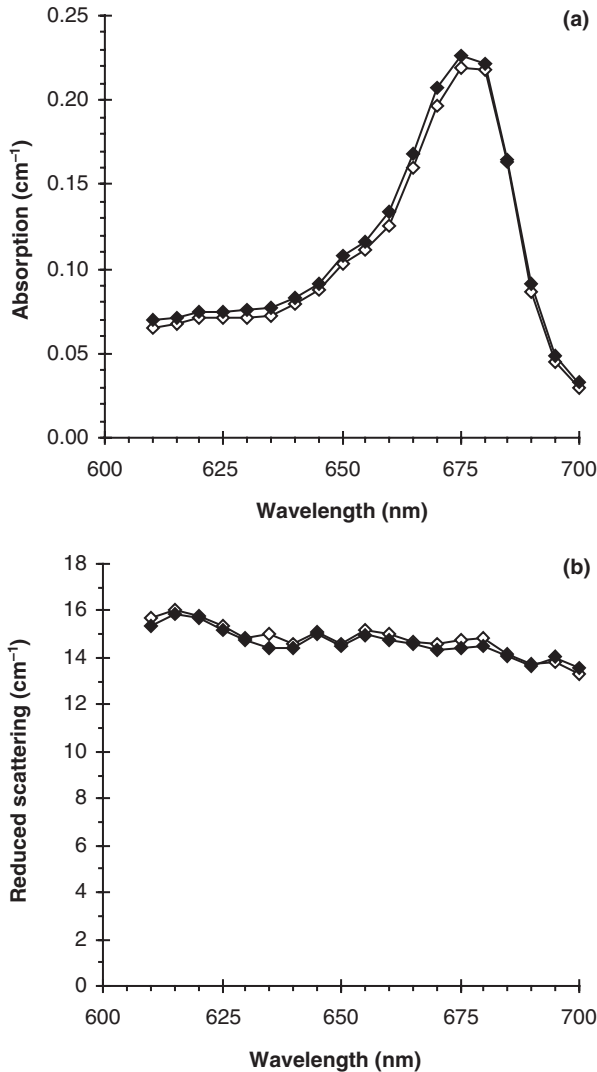 (a)
Absorption (cm⁻¹)
0.25
0.20
0.15
0.10
0.05
0.00
600 625 650 675 700
Wavelength (nm)
(b)
Reduced scattering (cm⁻¹)
18
16
14
12
10
8
6
4
2
0
600 625 650 675 700
Wavelength (nm)